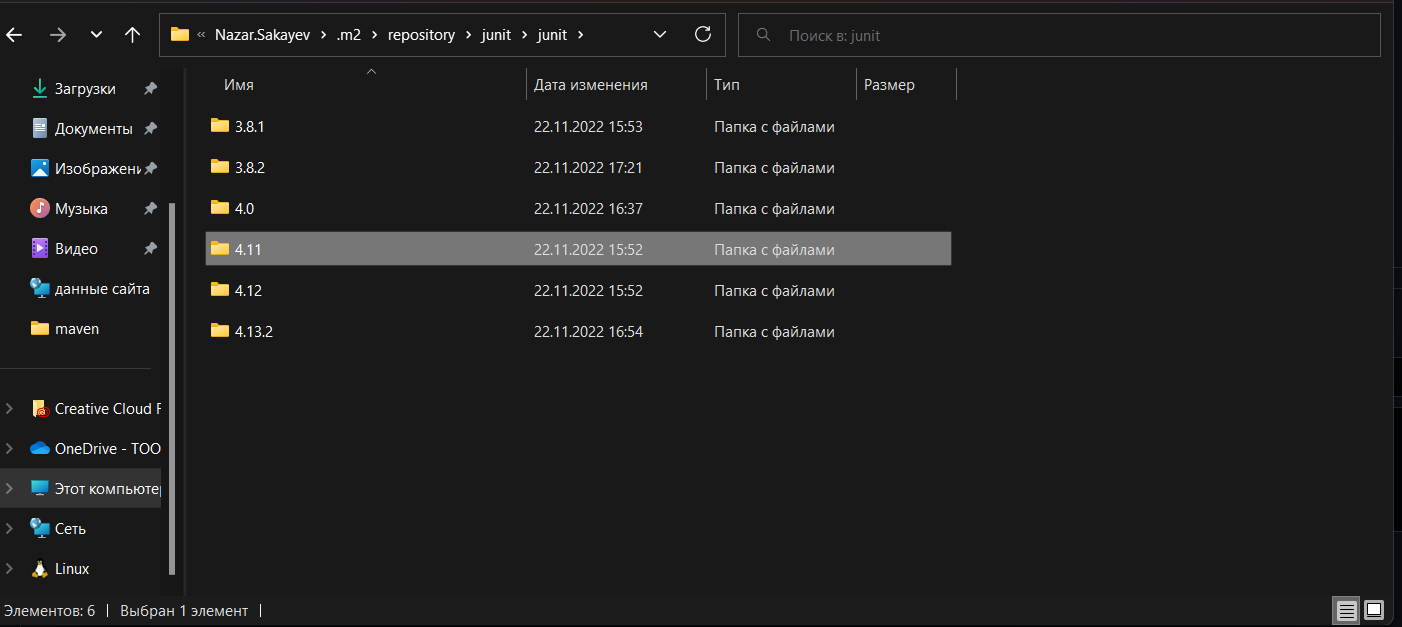 « Nazar.Sakayev › .m2 › repository › junit › junit ›
Поиск в: junit
Имя Дата изменения Тип Размер
Загрузки
Документы
Изображени
Музыка
Видео
данные сайта
maven
Creative Cloud F
OneDrive - ТОО
Этот компьютер
Сеть
Linux
3.8.1 22.11.2022 15:53 Папка с файлами
3.8.2 22.11.2022 17:21 Папка с файлами
4.0 22.11.2022 16:37 Папка с файлами
4.11 22.11.2022 15:52 Папка с файлами
4.12 22.11.2022 15:52 Папка с файлами
4.13.2 22.11.2022 16:54 Папка с файлами
Элементов: 6 | Выбран 1 элемент |